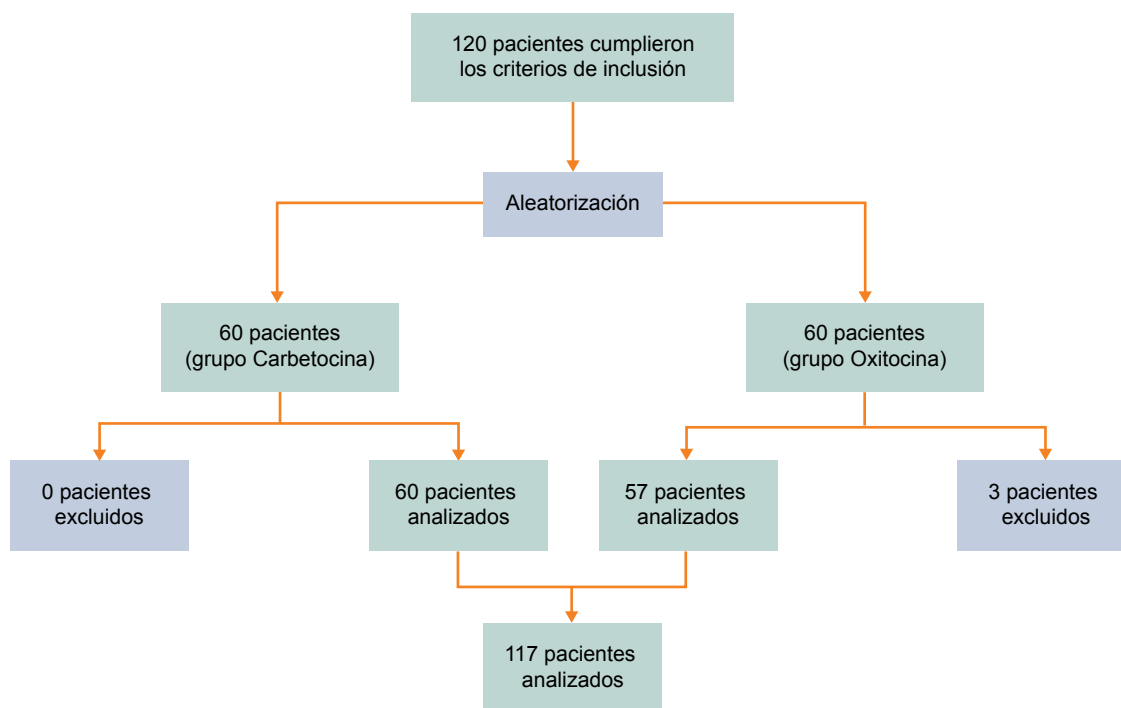 120 pacientes cumplieron
los criterios de inclusión
Aleatorización
60 pacientes
(grupo Carbetocina)
60 pacientes
(grupo Oxitocina)
0 pacientes
excluidos
60 pacientes
analizados
57 pacientes
analizados
3 pacientes
excluidos
117 pacientes
analizados